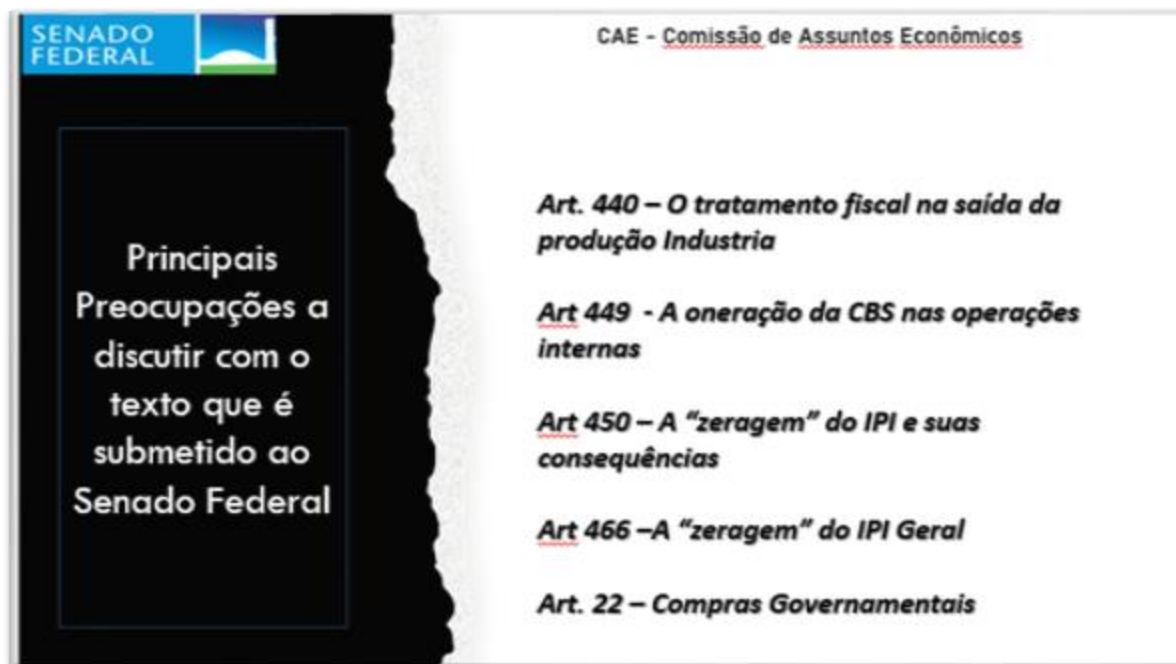 SENADO
FEDERAL
CAE - Comissão de Assuntos Econômicos
Principais
Preocupações a
discutir com o
texto que é
submetido ao
Senado Federal
Art. 440 – O tratamento fiscal na saída da
produção Industria
Art 449 - A oneração da CBS nas operações
internas
Art 450 – A “zeragem” do IPI e suas
consequências
Art 466 –A “zeragem” do IPI Geral
Art. 22 – Compras Governamentais